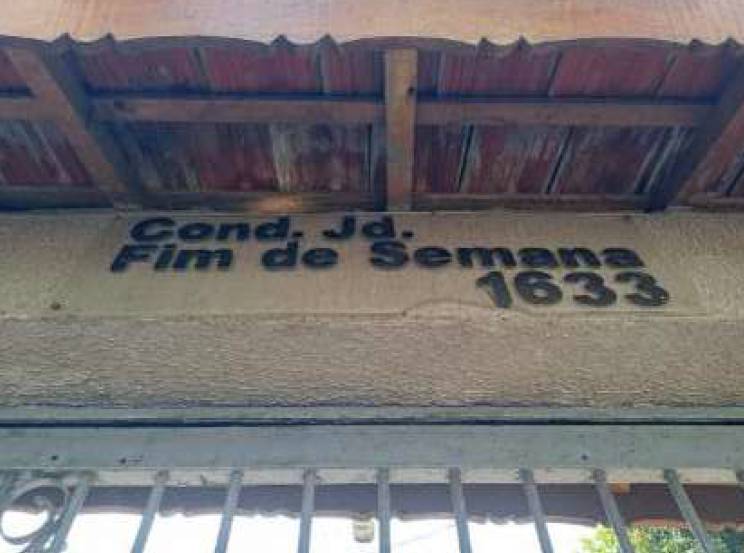 Cond. Jd.
Fim de Semana
1633